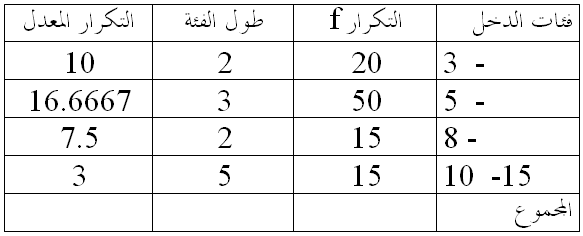 فئات الدخل التكرار f طول الفئة التكرار المعدل
3 - 20 2 10
5 - 50 3 16.6667
8 - 15 2 7.5
10 -15 15 5 3
المجموع